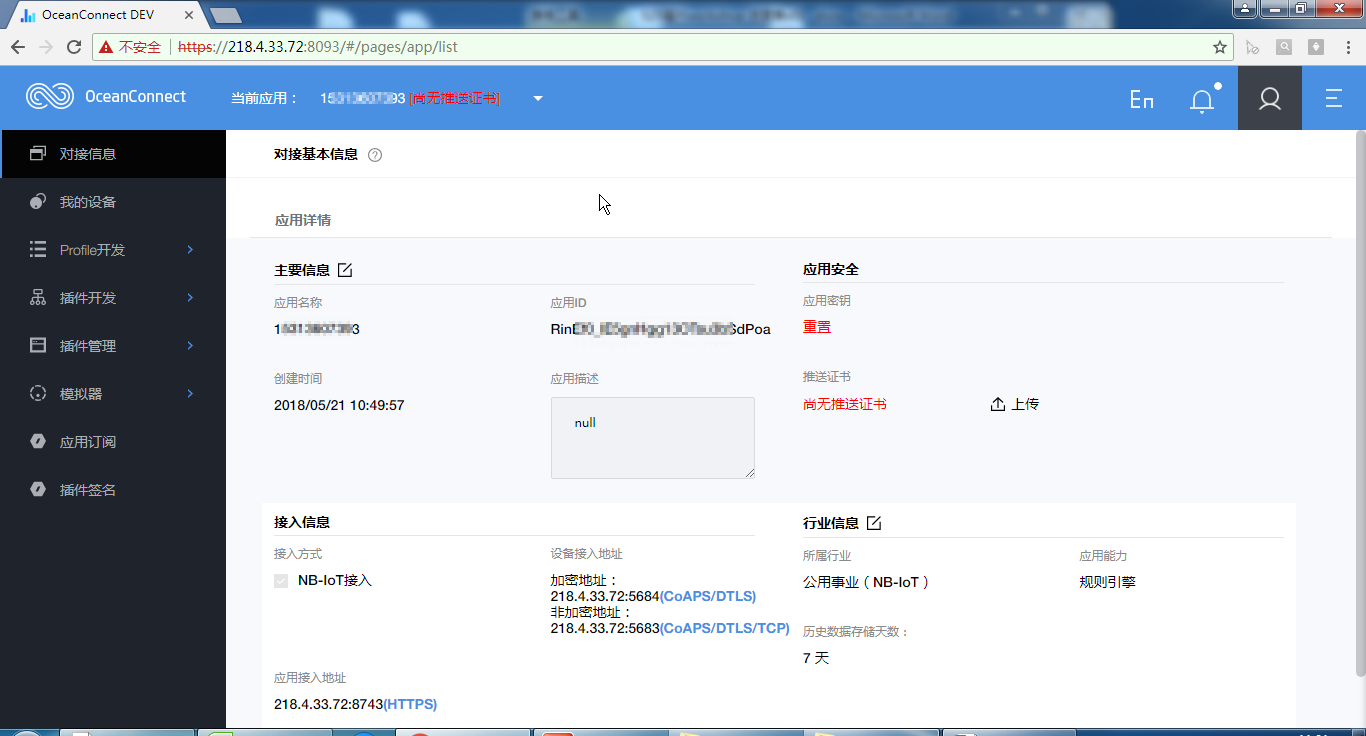 OceanConnect DEV
不安全 https://218.4.33.72:8093/#/pages/app/list
OceanConnect
当前应用：
[尚无推送证书]
En
对接信息
我的设备
Profile开发
插件开发
插件管理
模拟器
应用订阅
插件签名
对接基本信息 ?
应用详情
主要信息
应用名称
应用ID
创建时间
2018/05/21 10:49:57
应用描述
null
应用安全
应用密钥
重置
推送证书
尚无推送证书
上传
接入信息
接入方式
NB-IoT接入
设备接入地址
加密地址：
218.4.33.72:5684(CoAPS/DTLS)
非加密地址：
218.4.33.72:5683(CoAPS/DTLS/TCP)
应用接入地址
218.4.33.72:8743(HTTPS)
行业信息
所属行业
公用事业（NB-IoT）
应用能力
规则引擎
历史数据存储天数：
7 天